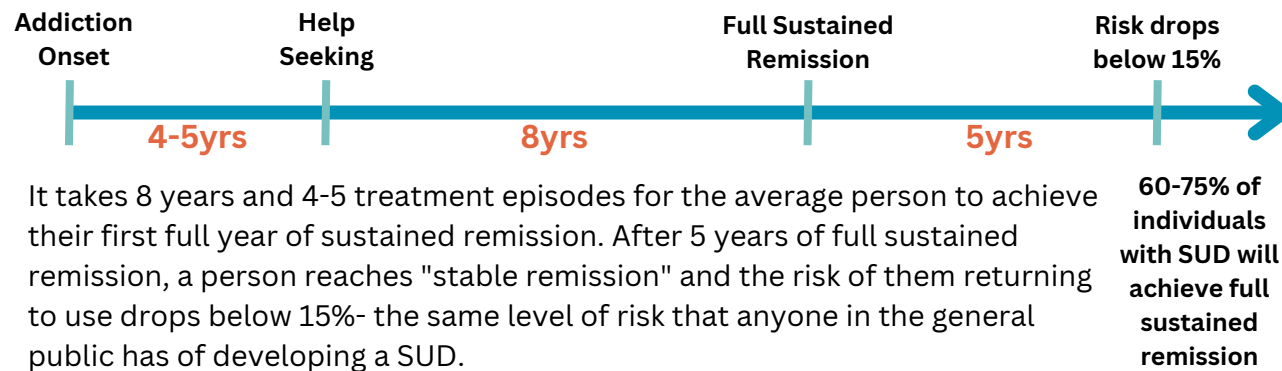 Addiction
Onset
Help
Seeking
Full Sustained
Remission
Risk drops
below 15%
4-5yrs
8yrs
5yrs
It takes 8 years and 4-5 treatment episodes for the average person to achieve
their first full year of sustained remission. After 5 years of full sustained
remission, a person reaches "stable remission" and the risk of them returning
to use drops below 15%- the same level of risk that anyone in the general
public has of developing a SUD.
60-75% of
individuals
with SUD will
achieve full
sustained
remission